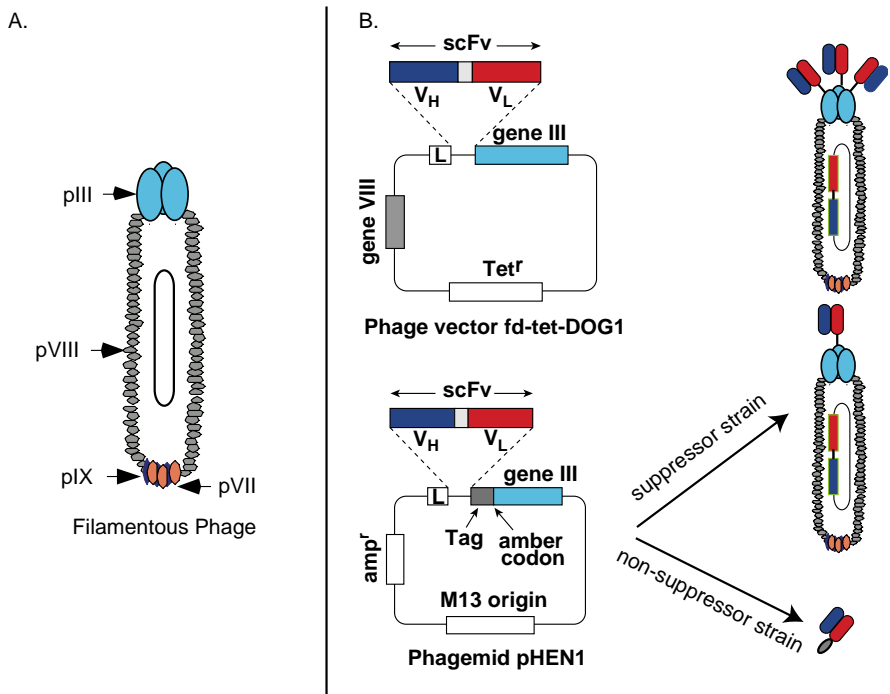 A.
pIII
pVIII
pIX
pVII
Filamentous Phage
B.
scFv
VH VL
gene III
L
gene VIII
Tetr
Phage vector fd-tet-DOG1
scFv
VH VL
gene III
L
Tag
amber
codon
ampr
M13 origin
Phagemid pHEN1
suppressor strain
non-suppressor strain